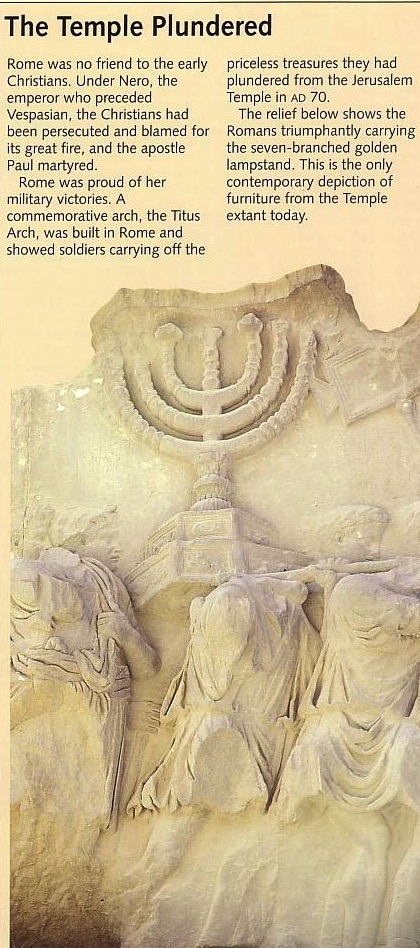 The Temple Plundered
Rome was no friend to the early
Christians. Under Nero, the
emperor who preceded
Vespasian, the Christians had
been persecuted and blamed for
its great fire, and the apostle
Paul martyred.
Rome was proud of her
military victories. A
commemorative arch, the Titus
Arch, was built in Rome and
showed soldiers carrying off the
priceless treasures they had
plundered from the Jerusalem
Temple in AD 70.
The relief below shows the
Romans triumphantly carrying
the seven-branched golden
lampstand. This is the only
contemporary depiction of
furniture from the Temple
extant today.